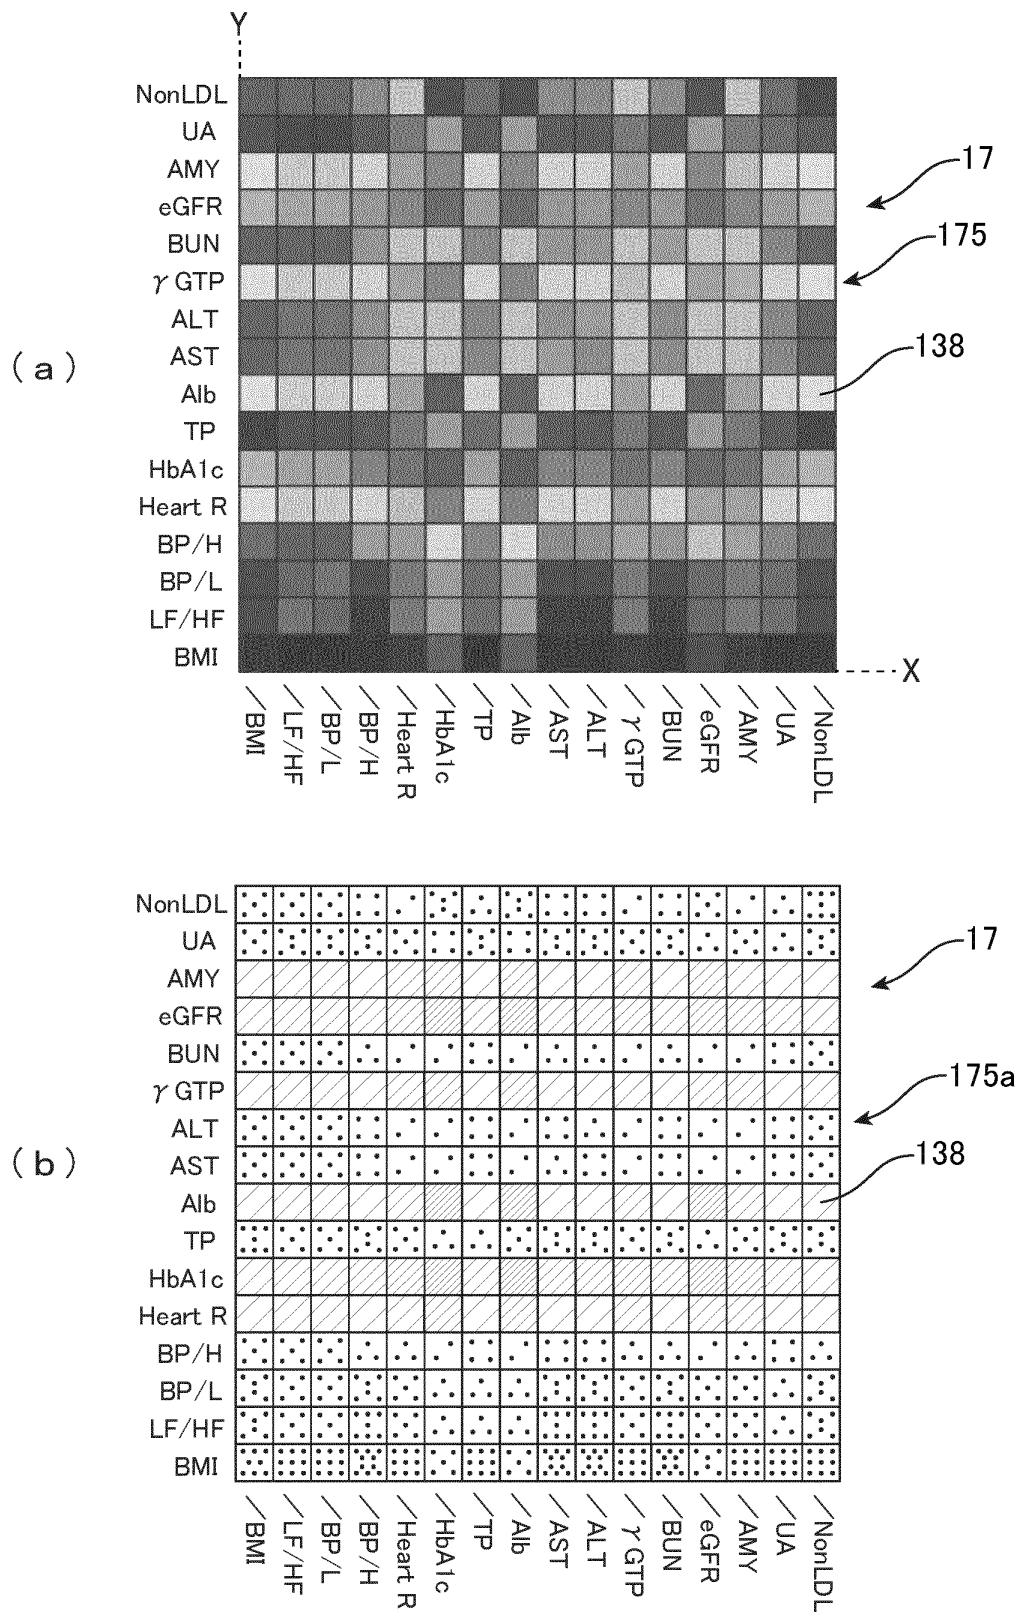 Y
NonLDL
UA
AMY
eGFR
BUN
γ GTP
ALT
AST
Alb
TP
HbA1c
Heart R
BP/H
BP/L
LF/HF
BMI
X
17
175
138
(a)
BMI
LF/HF
BP/L
BP/H
Heart R
HbA1c
TP
Alb
AST
ALT
γ GTP
BUN
eGFR
AMY
UA
NonLDL
NonLDL
UA
AMY
eGFR
BUN
γ GTP
ALT
AST
Alb
TP
HbA1c
Heart R
BP/H
BP/L
LF/HF
BMI
17
175a
138
(b)
BMI
LF/HF
BP/L
BP/H
Heart R
HbA1c
TP
Alb
AST
ALT
γ GTP
BUN
eGFR
AMY
UA
NonLDL